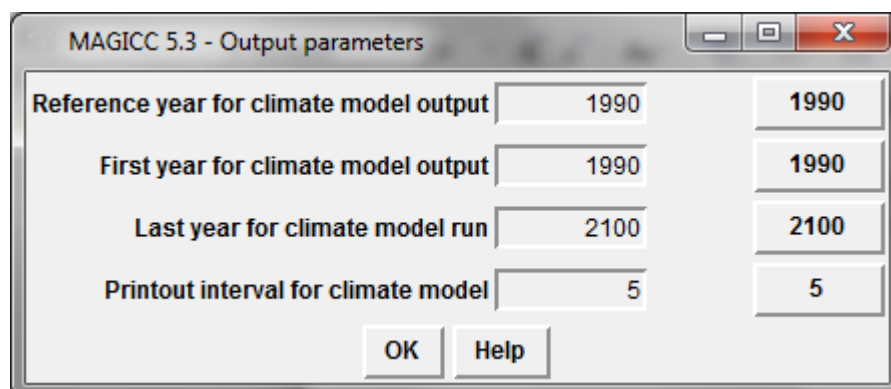 MAGICC 5.3 - Output parameters
Reference year for climate model output 1990 1990
First year for climate model output 1990 1990
Last year for climate model run 2100 2100
Printout interval for climate model 5 5
OK Help